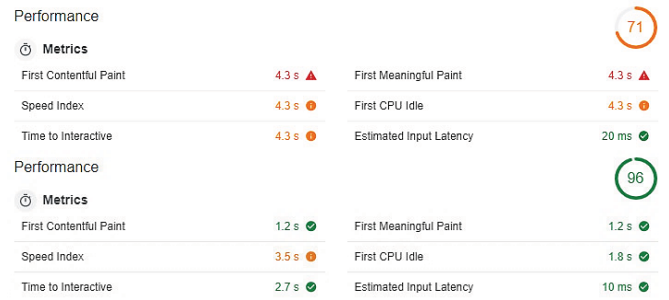 Performance 71
Metrics
First Contentful Paint 4.3 s First Meaningful Paint 4.3 s
Speed Index 4.3 s First CPU Idle 4.3 s
Time to Interactive 4.3 s Estimated Input Latency 20 ms
Performance 96
Metrics
First Contentful Paint 1.2 s First Meaningful Paint 1.2 s
Speed Index 3.5 s First CPU Idle 1.8 s
Time to Interactive 2.7 s Estimated Input Latency 10 ms